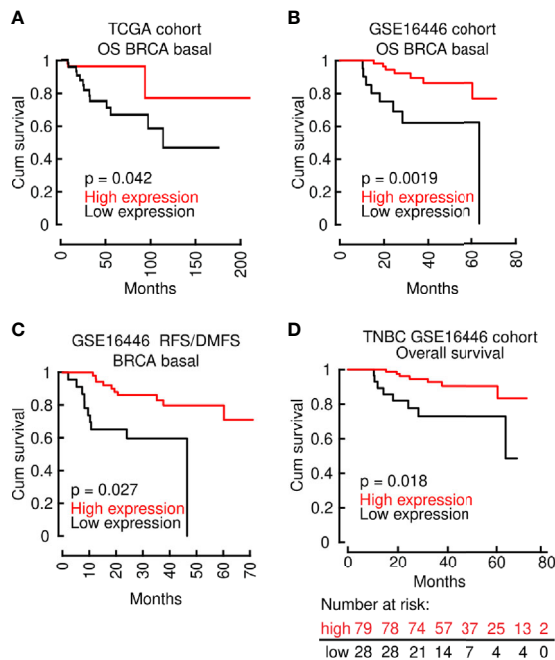 A
TCGA cohort
OS BRCA basal
Cum survival
1
0.8
0.6
0.4
0.2
0
p = 0.042
High expression
Low expression
0
50
100
150
200
Months
B
GSE16446 cohort
OS BRCA basal
Cum survival
1
0.8
0.6
0.4
0.2
0
p = 0.0019
High expression
Low expression
0
20
40
60
80
Months
C
GSE16446 RFS/DMFS
BRCA basal
Cum survival
1
0.8
0.6
0.4
0.2
0
p = 0.027
High expression
Low expression
0
10
20
30
40
50
60
70
Months
D
TNBC GSE16446 cohort
Overall survival
Cum survival
1
0.8
0.6
0.4
0.2
0
p = 0.018
High expression
Low expression
0
20
40
60
80
Months
Number at risk:
high 79 78 74 57 37 25 13 2
low 28 28 21 14 7 4 4 0